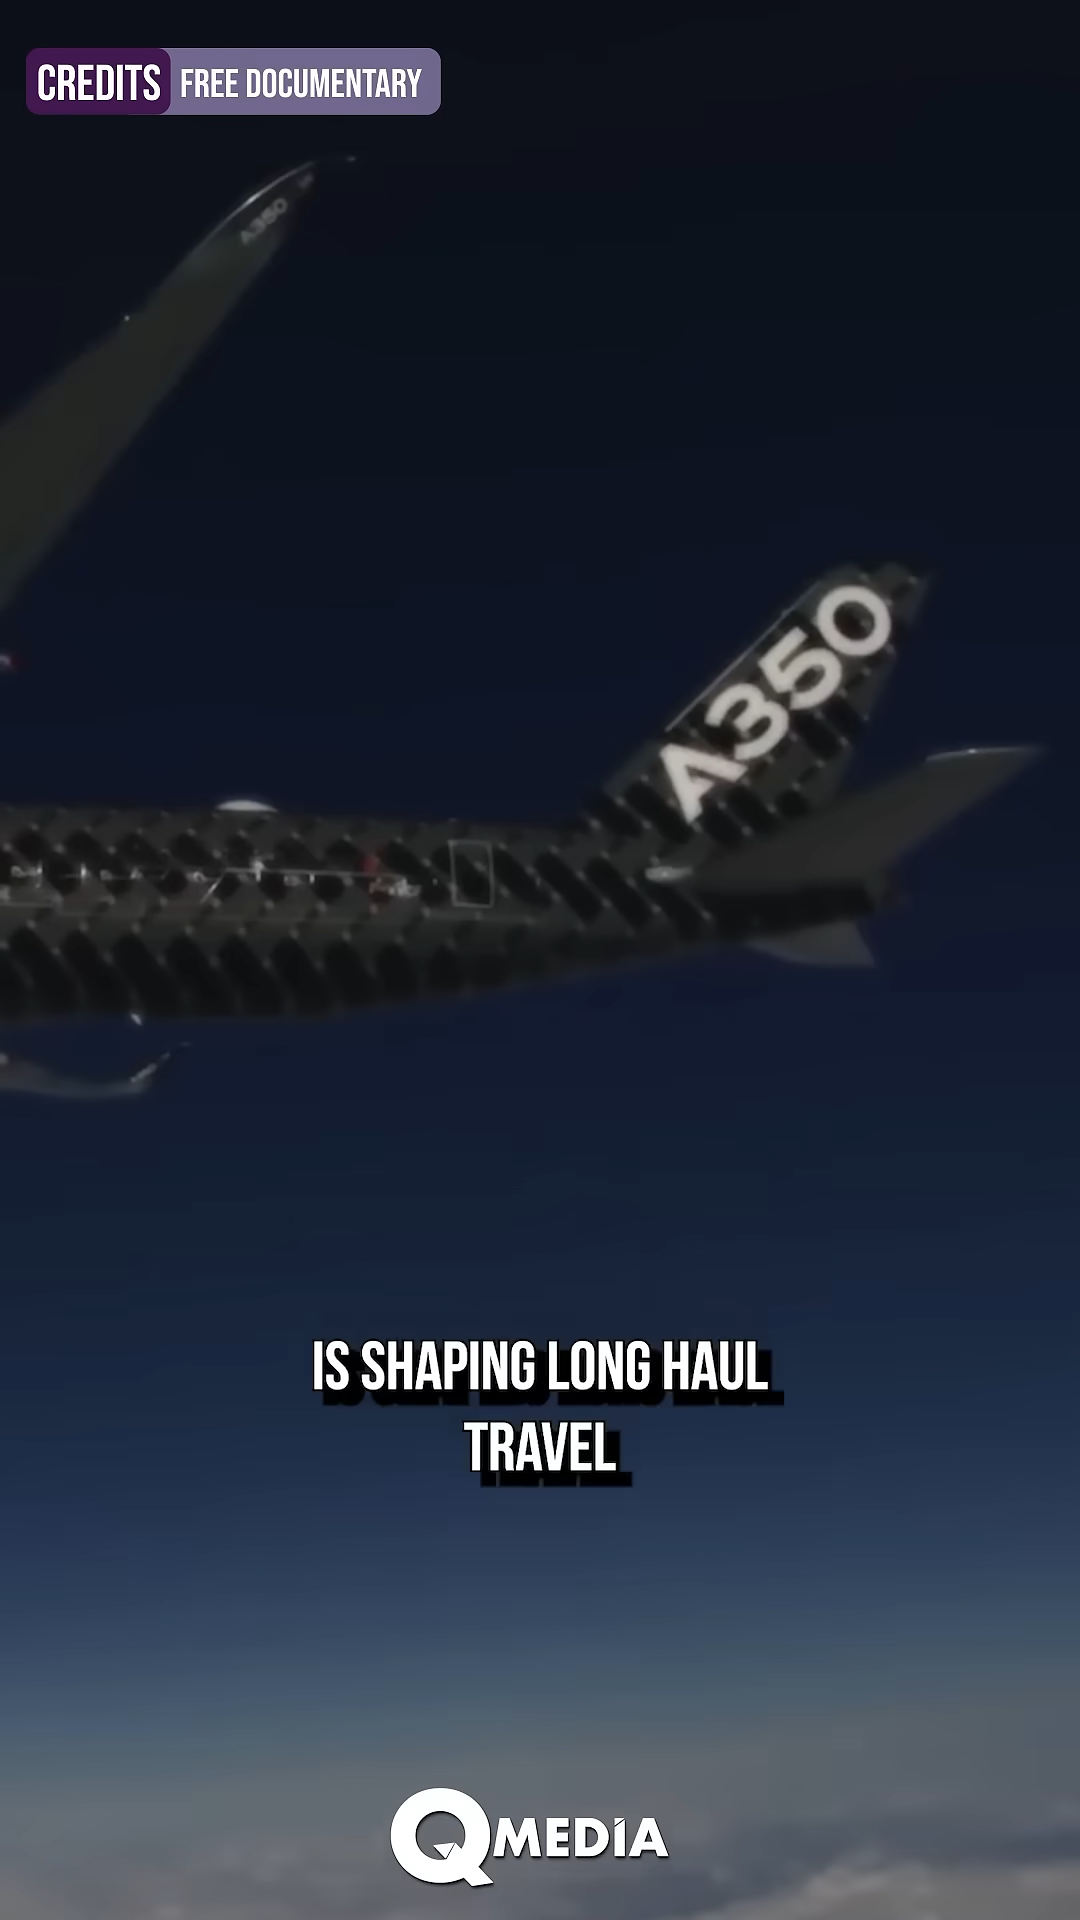 CREDITS FREE DOCUMENTARY
A350
A350
IS SHAPING LONG HAUL
TRAVEL
QMEDIA